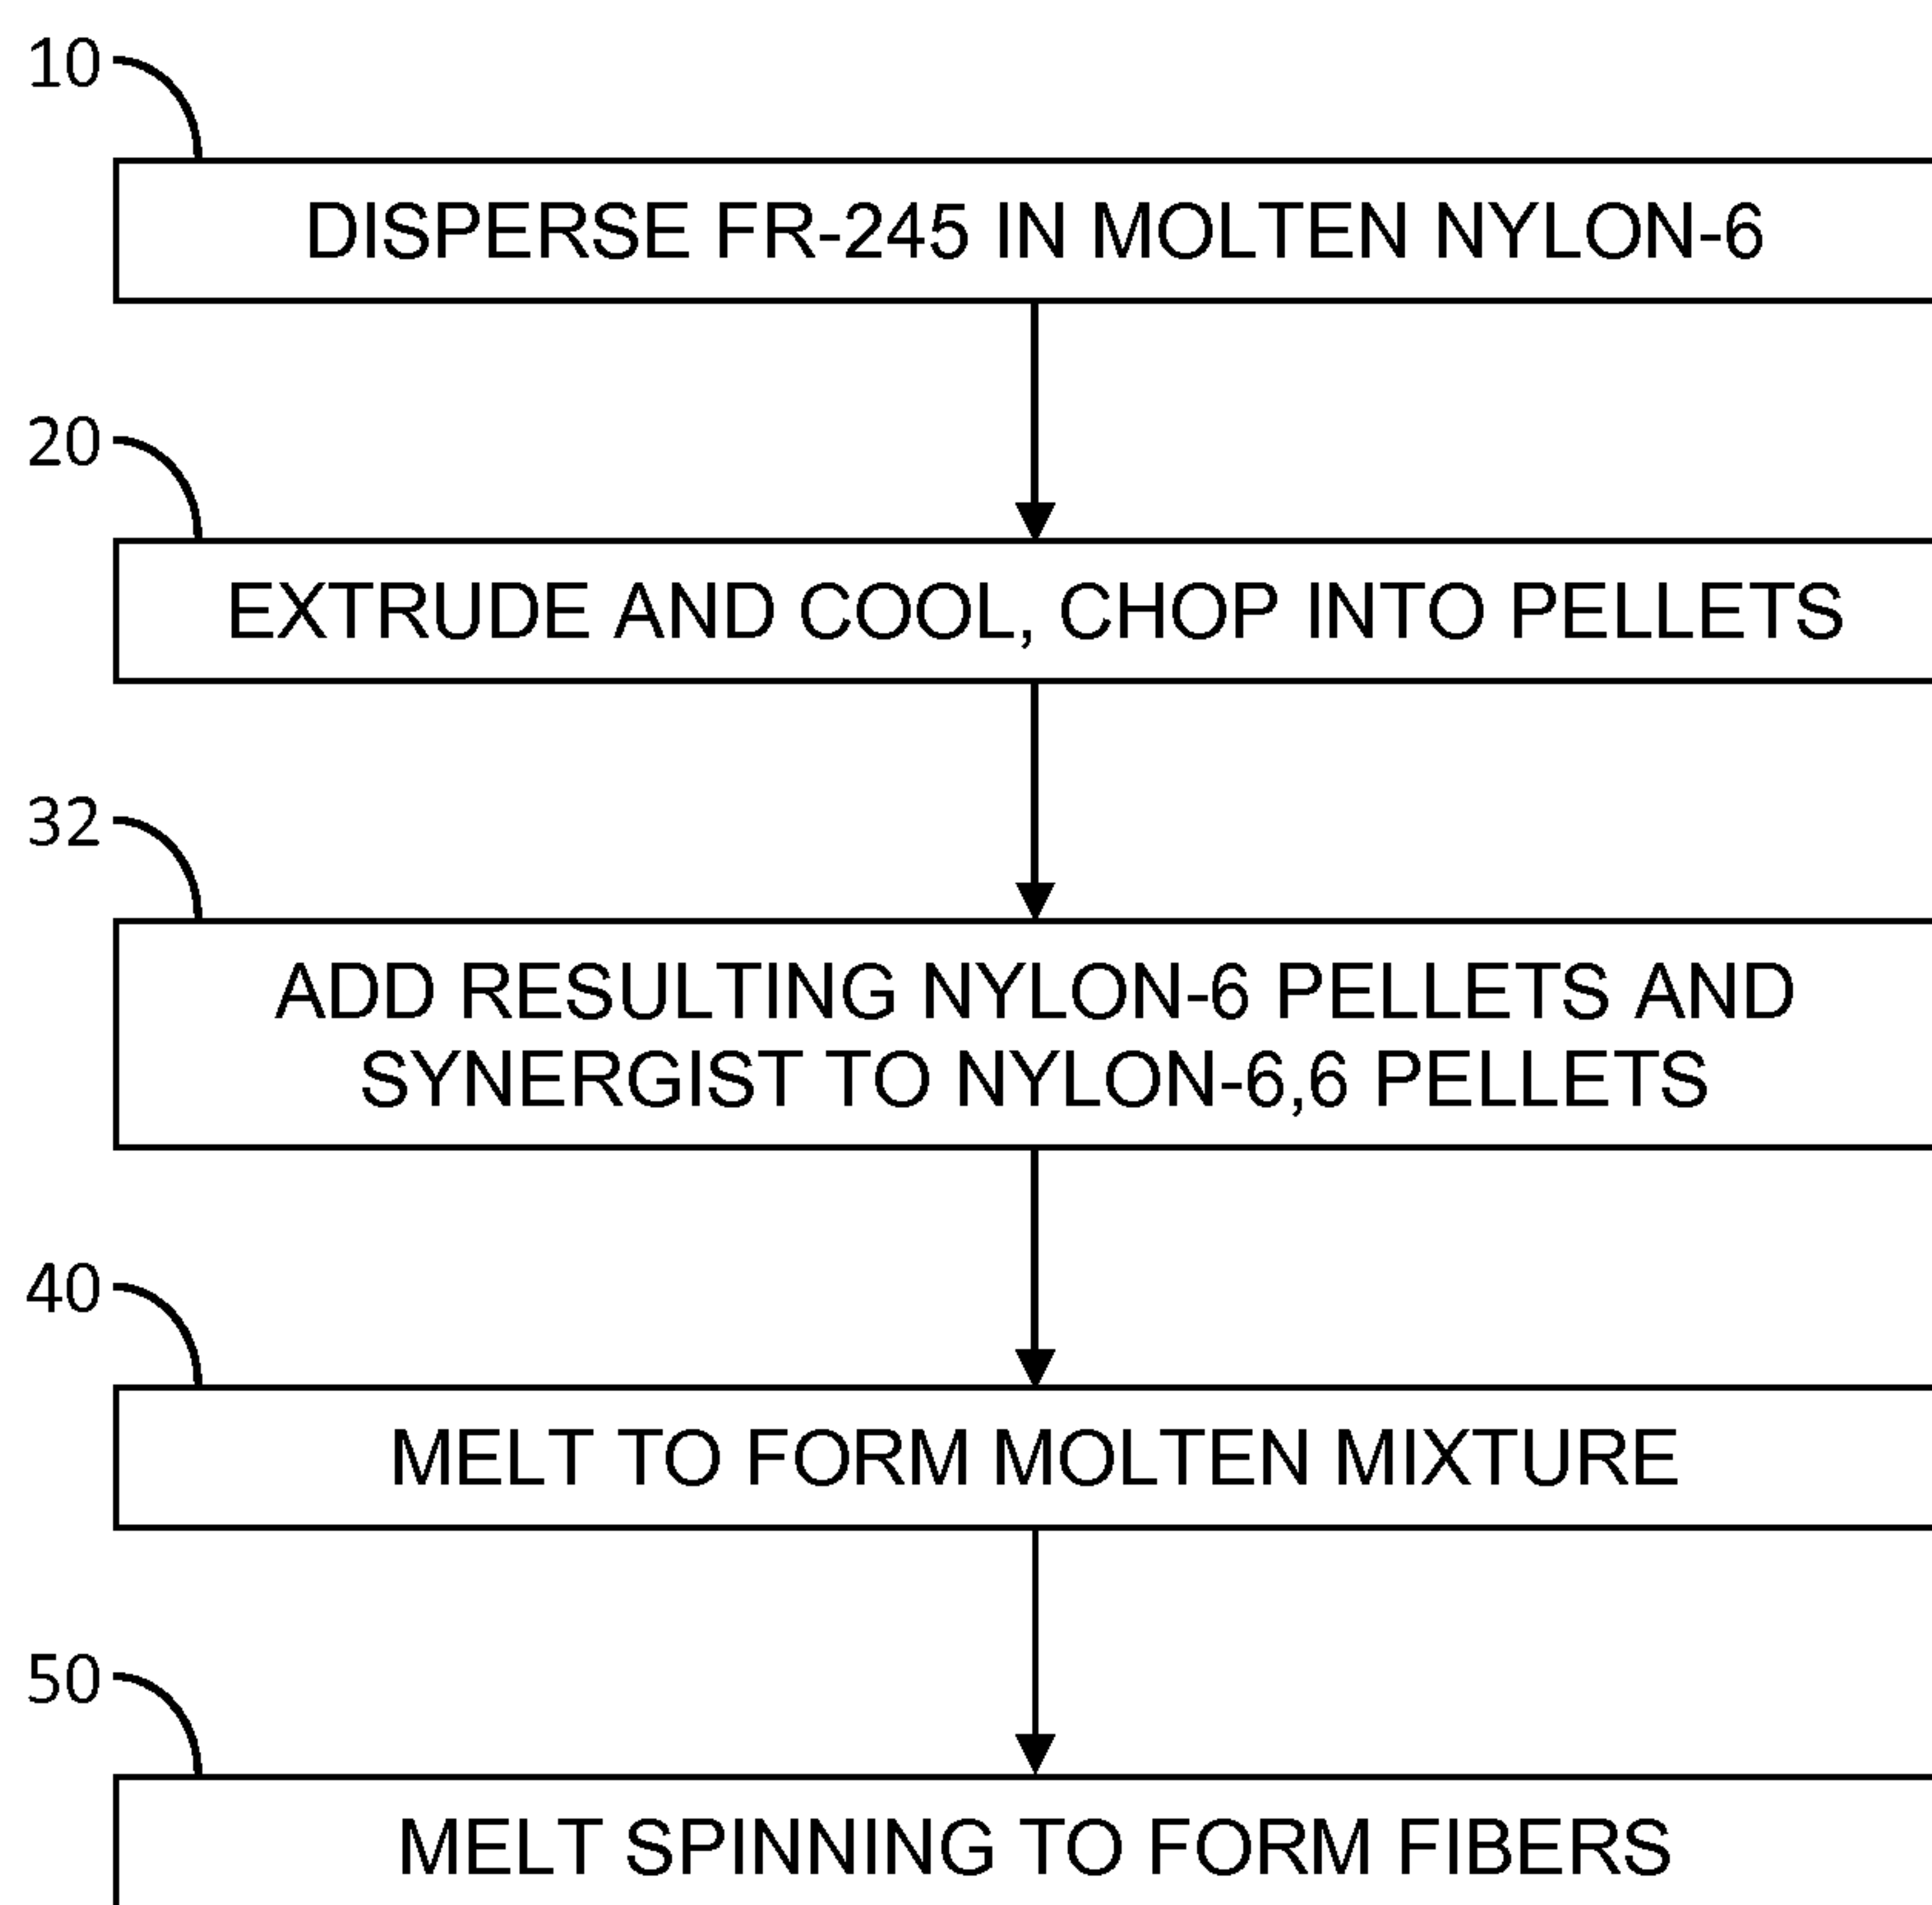 10
DISPERSE FR-245 IN MOLTEN NYLON-6
20
EXTRUDE AND COOL, CHOP INTO PELLETS
32
ADD RESULTING NYLON-6 PELLETS AND
SYNERGIST TO NYLON-6,6 PELLETS
40
MELT TO FORM MOLTEN MIXTURE
50
MELT SPINNING TO FORM FIBERS